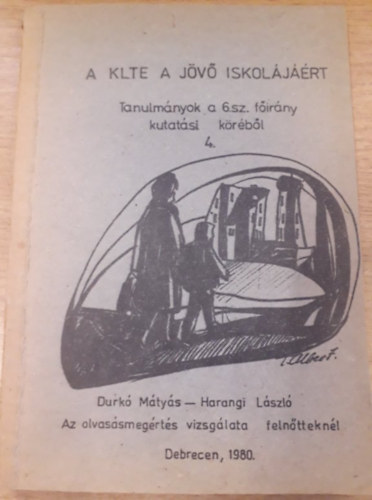 A KLTE A JÖVŐ ISKOLÁJÁÉRT
Tanulmányok a 6.sz. főirány
kutatási köréből
4.
Durkó Mátyás — Harangi László
Az olvasásmegértés vizsgálata felnőtteknél
Debrecen, 1980.